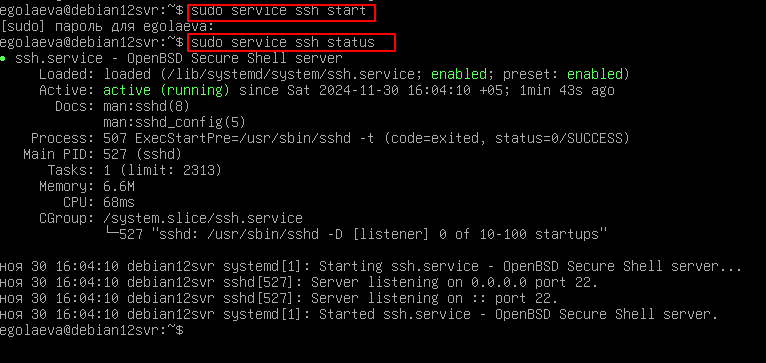 egolaeva@debian12svr:~$ sudo service ssh start
[sudo] пароль для egolaeva:
egolaeva@debian12svr:~$ sudo service ssh status
● ssh.service - OpenBSD Secure Shell server
Loaded: loaded (/lib/systemd/system/ssh.service; enabled; preset: enabled)
Active: active (running) since Sat 2024-11-30 16:04:10 +05; 1min 43s ago
Docs: man:sshd(8)
man:sshd_config(5)
Process: 507 ExecStartPre=/usr/sbin/sshd -t (code=exited, status=0/SUCCESS)
Main PID: 527 (sshd)
Tasks: 1 (limit: 2313)
Memory: 6.6M
CPU: 68ms
CGroup: /system.slice/ssh.service
└─527 "sshd: /usr/sbin/sshd -D [listener] 0 of 10-100 startups"
ноя 30 16:04:10 debian12svr systemd[1]: Starting ssh.service - OpenBSD Secure Shell server...
ноя 30 16:04:10 debian12svr sshd[527]: Server listening on 0.0.0.0 port 22.
ноя 30 16:04:10 debian12svr sshd[527]: Server listening on :: port 22.
ноя 30 16:04:10 debian12svr systemd[1]: Started ssh.service - OpenBSD Secure Shell server.
egolaeva@debian12svr:~$